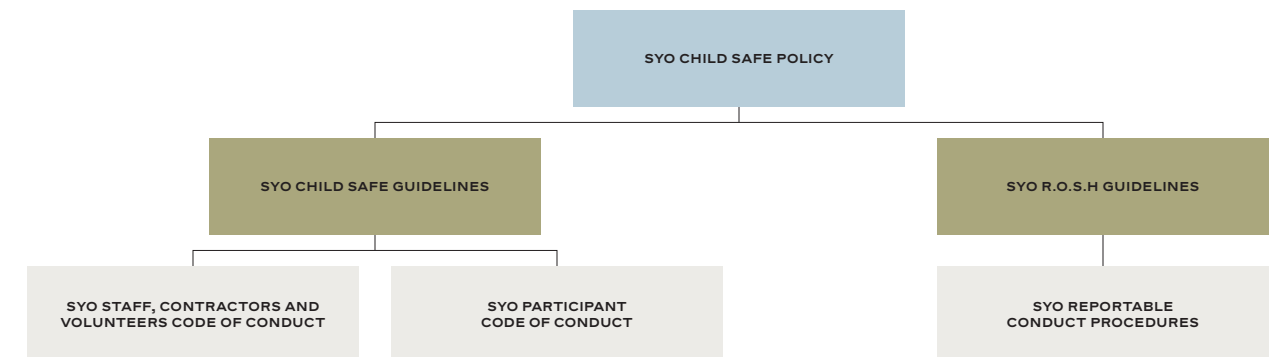 SYO CHILD SAFE POLICY
SYO CHILD SAFE GUIDELINES
SYO R.O.S.H GUIDELINES
SYO STAFF, CONTRACTORS AND
VOLUNTEERS CODE OF CONDUCT
SYO PARTICIPANT
CODE OF CONDUCT
SYO REPORTABLE
CONDUCT PROCEDURES